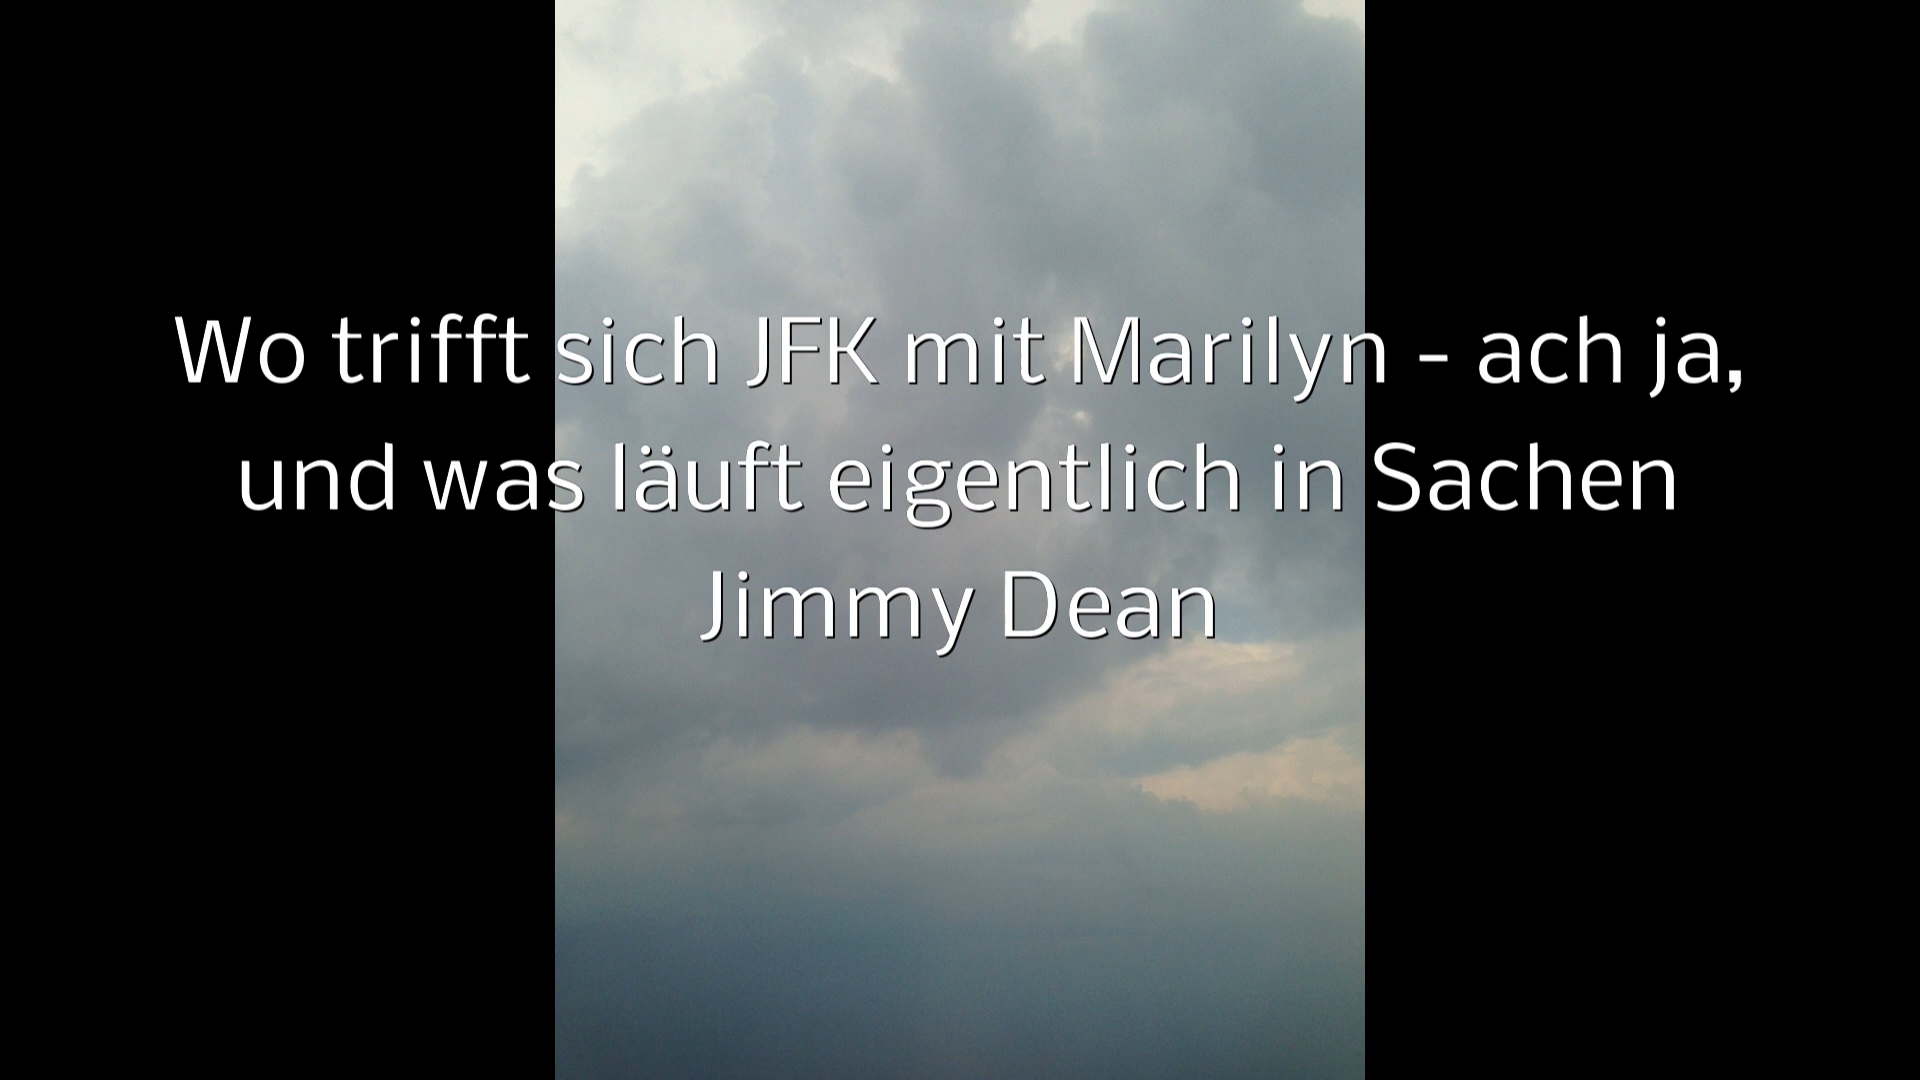 Wo trifft sich JFK mit Marilyn - ach ja,
und was läuft eigentlich in Sachen
Jimmy Dean